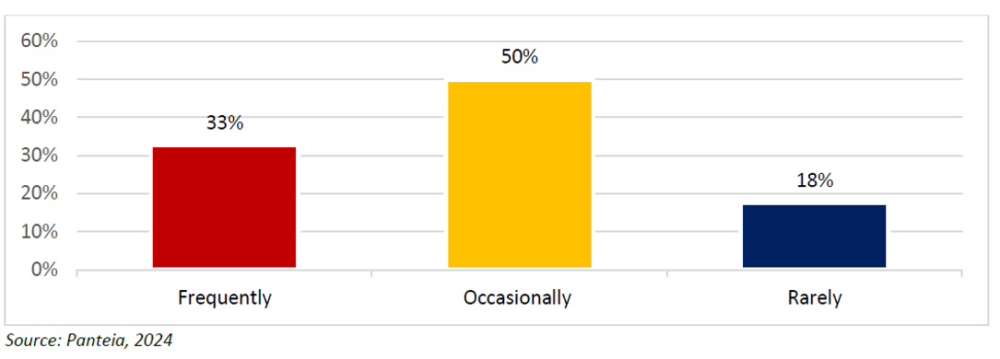 60%
50%
40%
30%
20%
10%
0%
33%
50%
18%
Frequently
Occasionally
Rarely
Source: Panteia, 2024